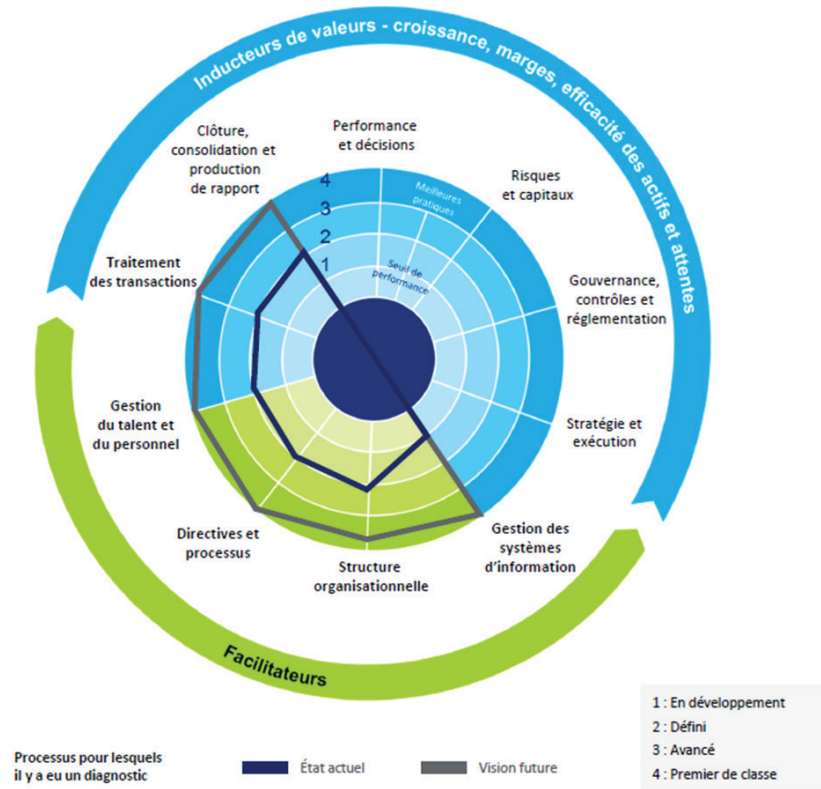 Inducteurs de valeurs - croissance, marges, efficacité des actifs et attentes
Clôture,
consolidation et
production
de rapport
Performance
et décisions
Risques
et capitaux
4
3
2
1
Meilleures
pratiques
Seuil de
performance
Traitement
des transactions
Gouvernance,
contrôles et
réglementation
Gestion
du talent et
du personnel
Stratégie et
exécution
Directives et
processus
Structure
organisationnelle
Gestion des
systèmes
d'information
Facilitateurs
1 : En développement
2 : Défini
3 : Avancé
4 : Premier de classe
Processus pour lesquels
il y a eu un diagnostic
État actuel
Vision future